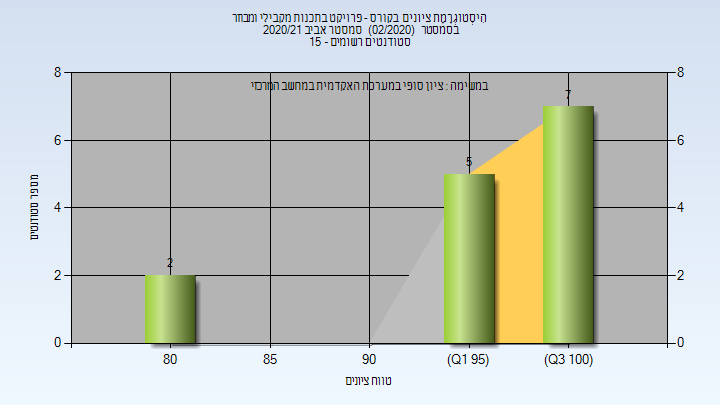 היסטוגרמת ציונים בקורס - פרויקט בתכנות מקבילי ומבוזר
בסמסטר (02/2020) סמסטר אביב 2020/21
סטודנטים רשומים - 15
במשימה : ציון סופי במערכת האקדמית במחשב המרכזי
8 8
7
6 6
5
4 4
2
2 2
0 0
80 85 90 (Q1 95) (Q3 100)
טווח ציונים
מספר סטודנטים